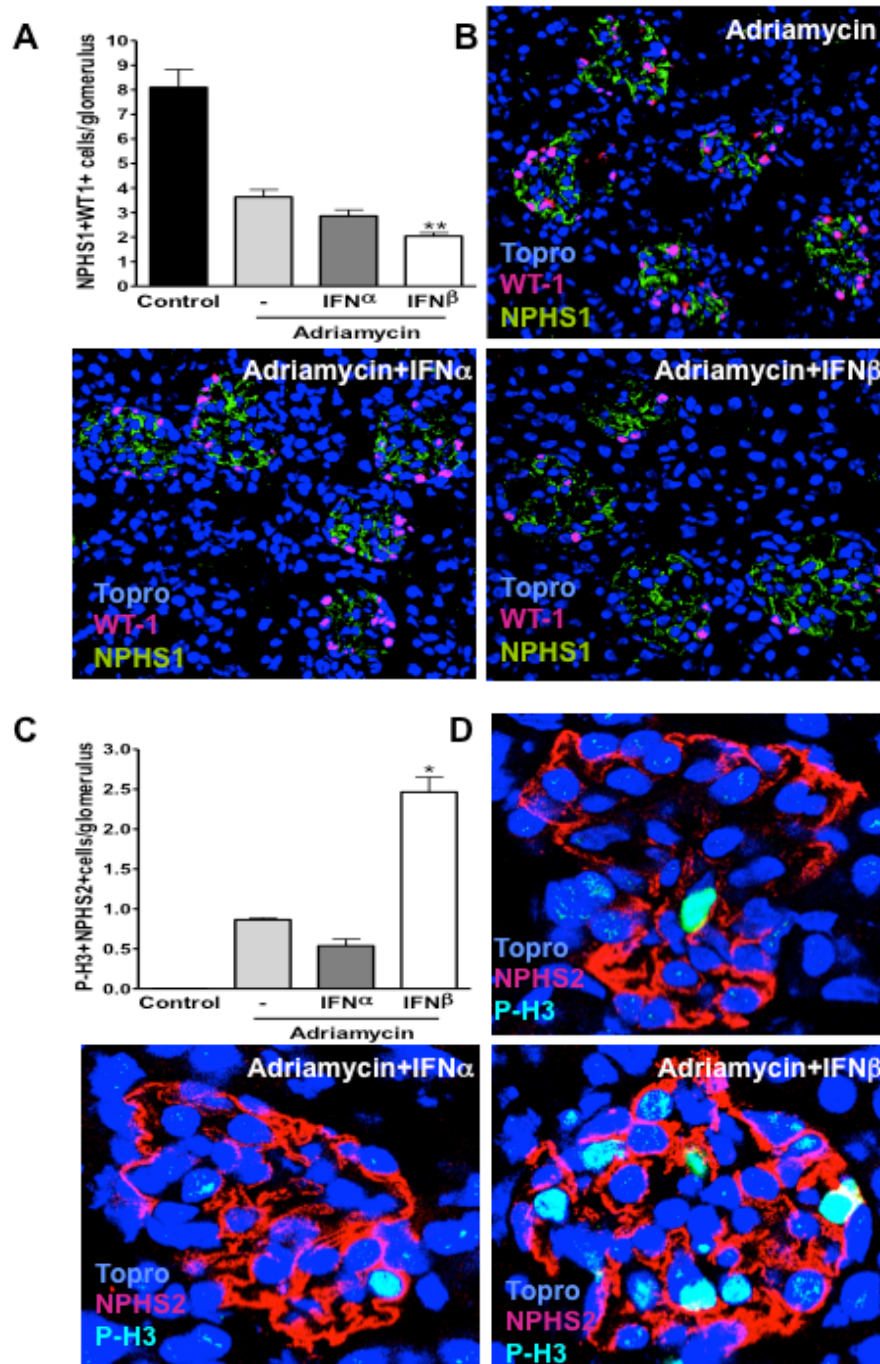 A
NPHS1+WT1+ cells/glomerulus
10
9
8
7
6
5
4
3
2
1
0
**
Control
-
IFNα
IFNβ
Adriamycin
B
Adriamycin
Topro
WT-1
NPHS1
Adriamycin+IFNα
Topro
WT-1
NPHS1
Adriamycin+IFNβ
Topro
WT-1
NPHS1
C
P-H3+NPHS2+cells/glomerulus
3.0
2.5
2.0
1.5
1.0
0.5
0.0
*
Control
-
IFNα
IFNβ
Adriamycin
D
Topro
NPHS2
P-H3
Adriamycin+IFNα
Topro
NPHS2
P-H3
Adriamycin+IFNβ
Topro
NPHS2
P-H3